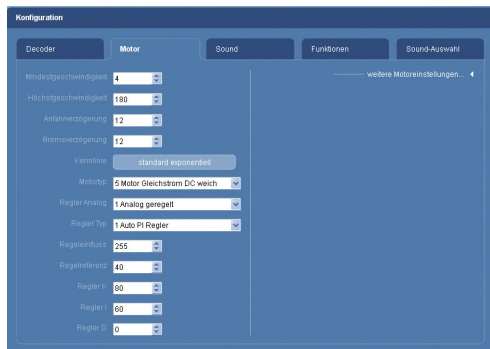 Konfiguration
Decoder
Motor
Sound
Funktionen
Sound-Auswahl
weitere Motoreinstellungen...
Mindestgeschwindigkeit 4
Höchstgeschwindigkeit 180
Anfahrverzögerung 12
Bremsverzögerung 12
Kennlinie standard exponentiell
Motortyp 5 Motor Gleichstrom DC weich
Regler Analog 1 Analog geregelt
Regler Typ 1 Auto PI Regler
Regeleinfluss 255
Regelreferenz 40
Regler K 80
Regler I 60
Regler D 0